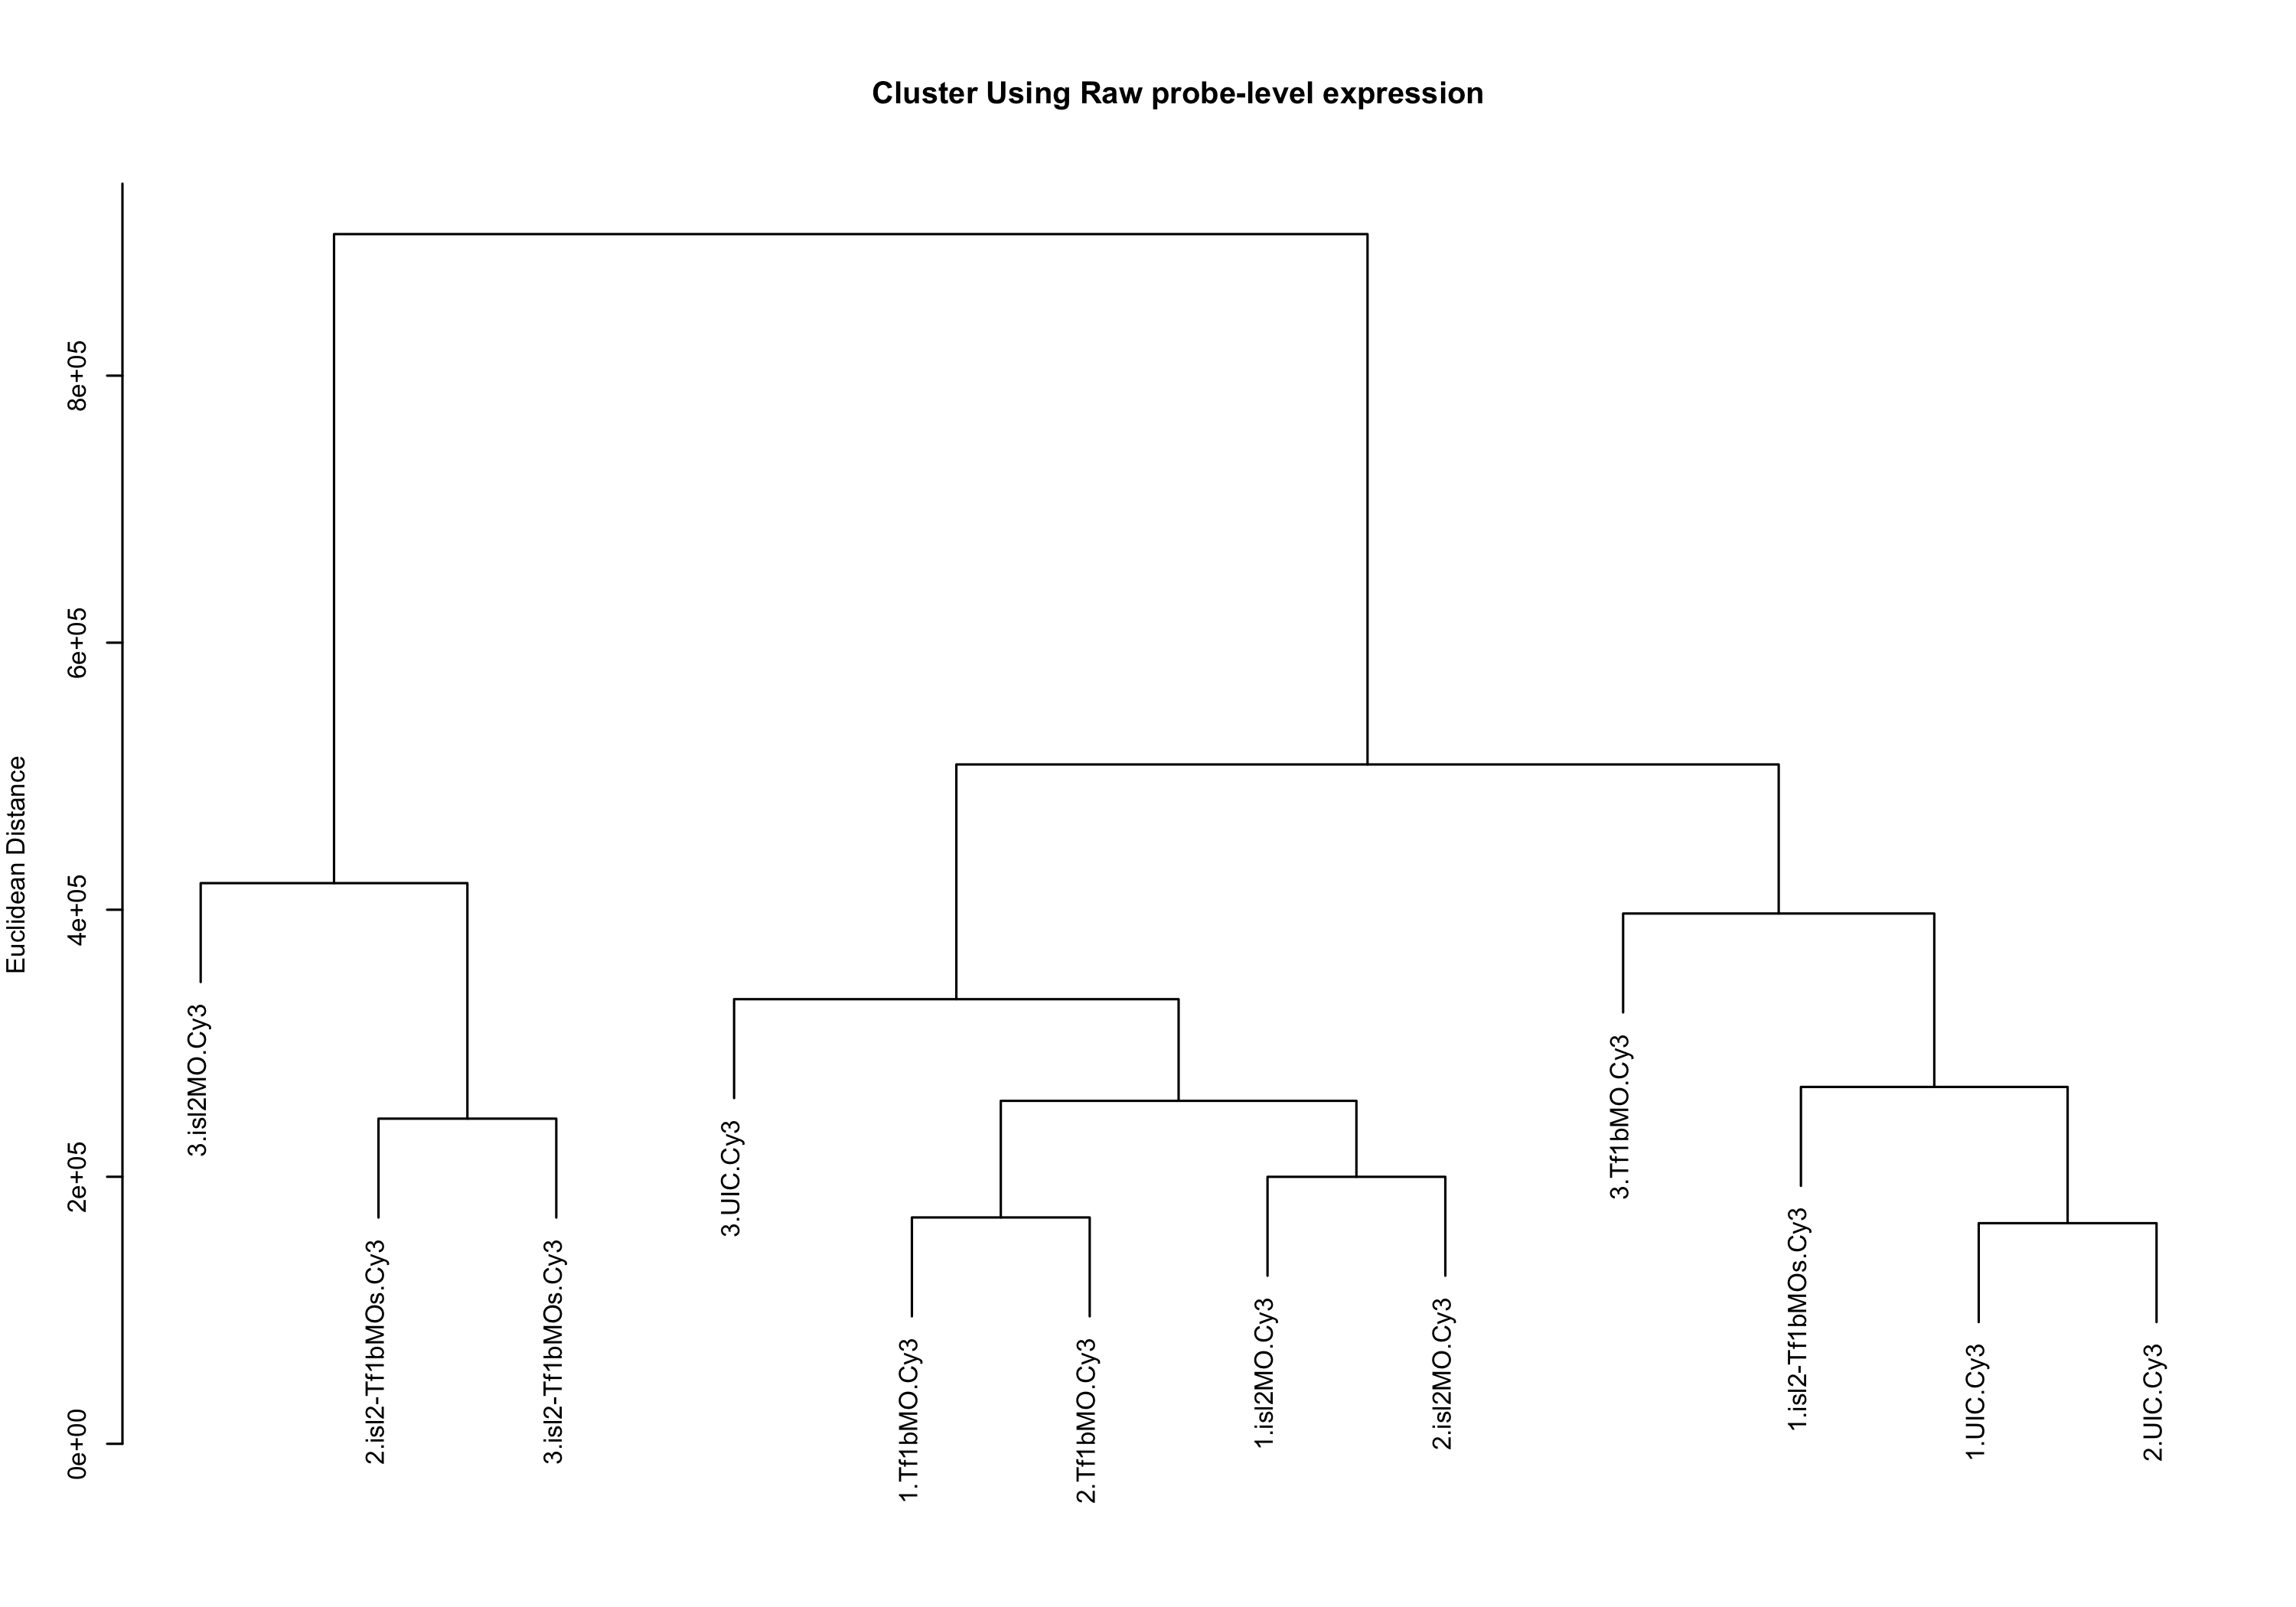 Cluster Using Raw probe-level expression
Euclidean Distance
8e+05
6e+05
4e+05
2e+05
0e+00
3.isl2MO.Cy3
2.isl2-Tf1bMOs.Cy3
3.isl2-Tf1bMOs.Cy3
3.UIC.Cy3
1.Tf1bMO.Cy3
2.Tf1bMO.Cy3
1.isl2MO.Cy3
2.isl2MO.Cy3
3.Tf1bMO.Cy3
1.isl2-Tf1bMOs.Cy3
1.UIC.Cy3
2.UIC.Cy3